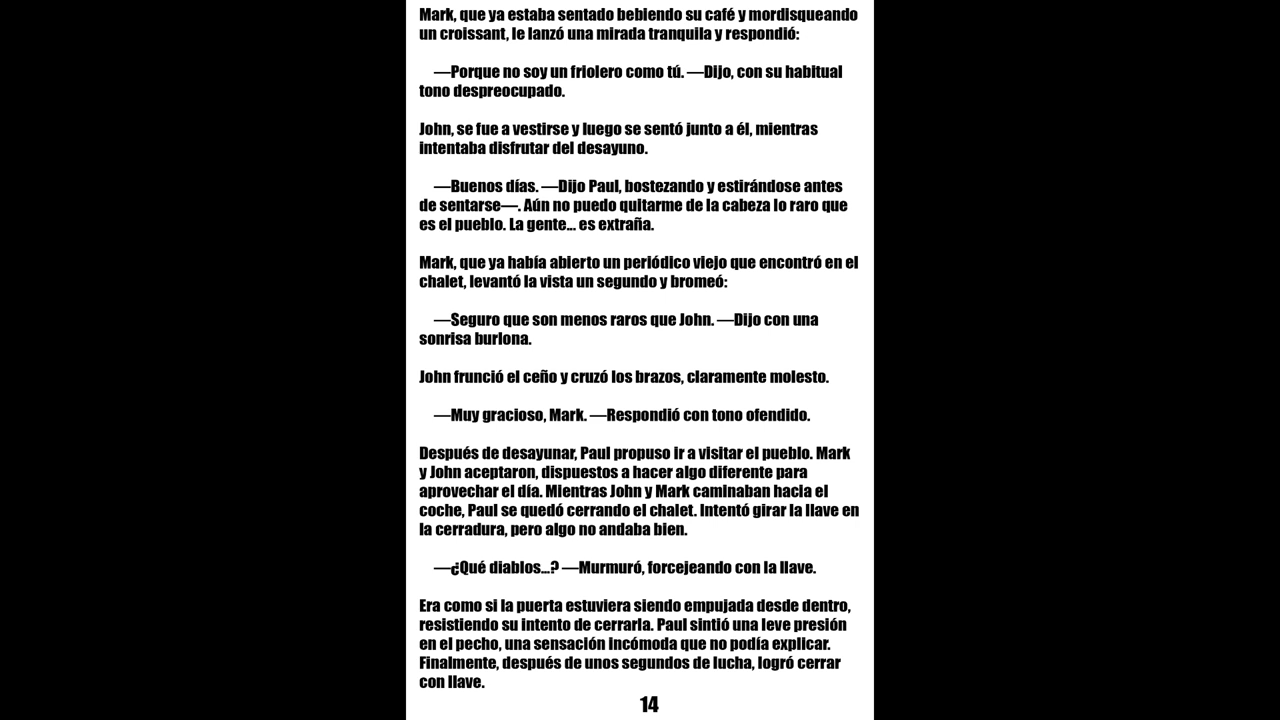 Mark, que ya estaba sentado bebiendo su café y mordisqueando
un croissant, le lanzó una mirada tranquila y respondió:
—Porque no soy un friolero como tú. —Dijo, con su habitual
tono despreocupado.
John, se fue a vestirse y luego se sentó junto a él, mientras
intentaba disfrutar del desayuno.
—Buenos días. —Dijo Paul, bostezando y estirándose antes
de sentarse—. Aún no puedo quitarme de la cabeza lo raro que
es el pueblo. La gente... es extraña.
Mark, que ya había abierto un periódico viejo que encontró en el
chalet, levantó la vista un segundo y bromeó:
—Seguro que son menos raros que John. —Dijo con una
sonrisa burlona.
John frunció el ceño y cruzó los brazos, claramente molesto.
—Muy gracioso, Mark. —Respondió con tono ofendido.
Después de desayunar, Paul propuso ir a visitar el pueblo. Mark
y John aceptaron, dispuestos a hacer algo diferente para
aprovechar el día. Mientras John y Mark caminaban hacia el
coche, Paul se quedó cerrando el chalet. Intentó girar la llave en
la cerradura, pero algo no andaba bien.
—¿Qué diablos...? —Murmuró, forcejeando con la llave.
Era como si la puerta estuviera siendo empujada desde dentro,
resistiendo su intento de cerrarla. Paul sintió una leve presión
en el pecho, una sensación incómoda que no podía explicar.
Finalmente, después de unos segundos de lucha, logró cerrar
con llave.
14